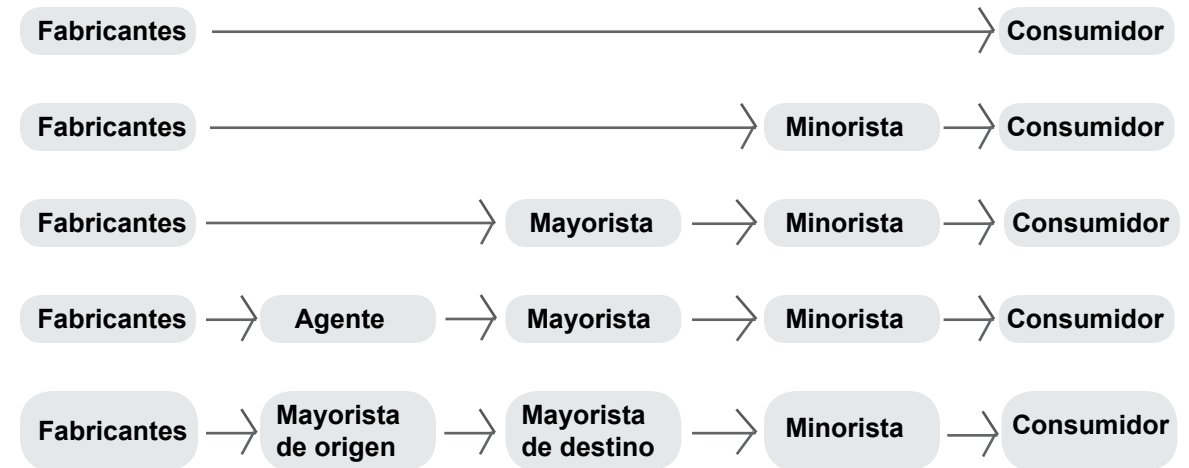 Fabricantes Consumidor
Fabricantes Minorista Consumidor
Fabricantes Mayorista Minorista Consumidor
Fabricantes Agente Mayorista Minorista Consumidor
Fabricantes
Mayorista
de origen
Mayorista
de destino
Minorista
Consumidor